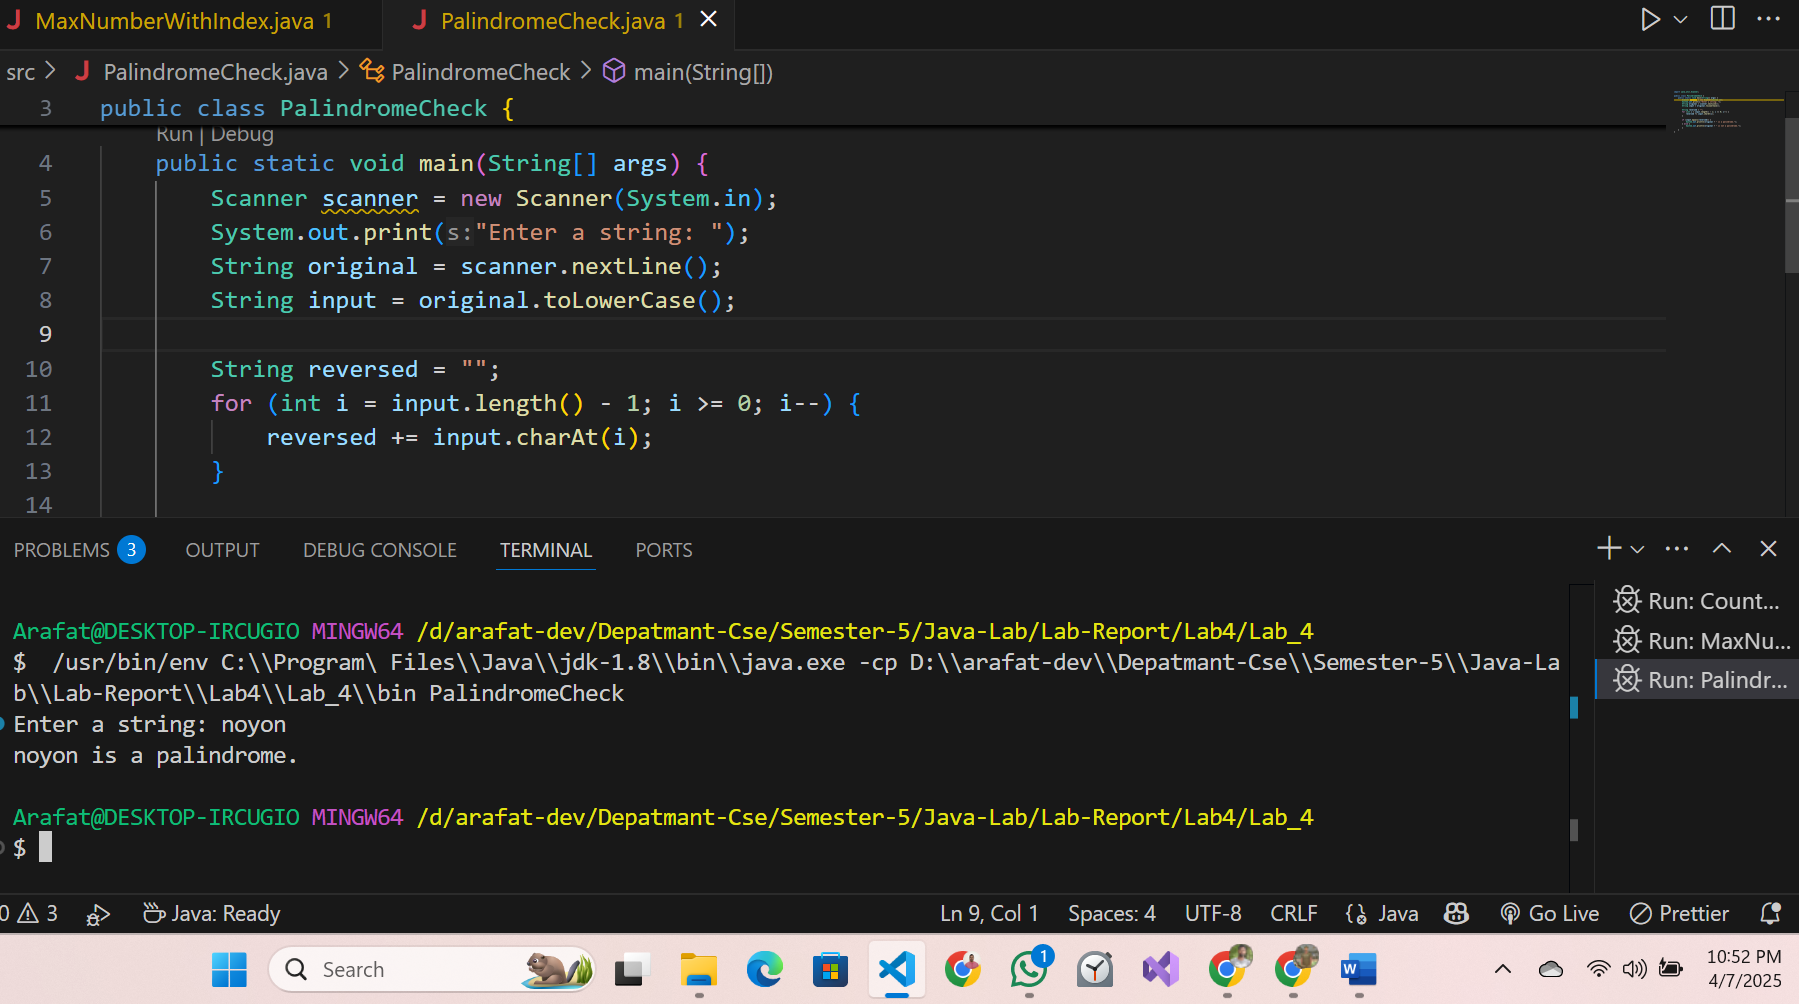 MaxNumberWithIndex.java 1
PalindromeCheck.java 1
src > PalindromeCheck.java > PalindromeCheck > main(String[])
3 public class PalindromeCheck {
Run | Debug
4 public static void main(String[] args) {
5 Scanner scanner = new Scanner(System.in);
6 System.out.print(s:"Enter a string: ");
7 String original = scanner.nextLine();
8 String input = original.toLowerCase();
9
10 String reversed = "";
11 for (int i = input.length() - 1; i >= 0; i--) {
12 reversed += input.charAt(i);
13 }
14
PROBLEMS 3 OUTPUT DEBUG CONSOLE TERMINAL PORTS
Arafat@DESKTOP-IRCUGIO MINGW64 /d/arafat-dev/Depatmant-Cse/Semester-5/Java-Lab/Lab-Report/Lab4/Lab_4
$ /usr/bin/env C:\\Program\ Files\\Java\\jdk-1.8\\bin\\java.exe -cp D:\\arafat-dev\\Depatmant-Cse\\Semester-5\\Java-La
b\\Lab-Report\\Lab4\\Lab_4\\bin PalindromeCheck
Enter a string: noyon
noyon is a palindrome.
Arafat@DESKTOP-IRCUGIO MINGW64 /d/arafat-dev/Depatmant-Cse/Semester-5/Java-Lab/Lab-Report/Lab4/Lab_4
$
Run: Count...
Run: MaxNu...
Run: Palindr...
0 3 Java: Ready Ln 9, Col 1 Spaces: 4 UTF-8 CRLF Java Go Live Prettier
Search
1
W
10:52 PM
4/7/2025